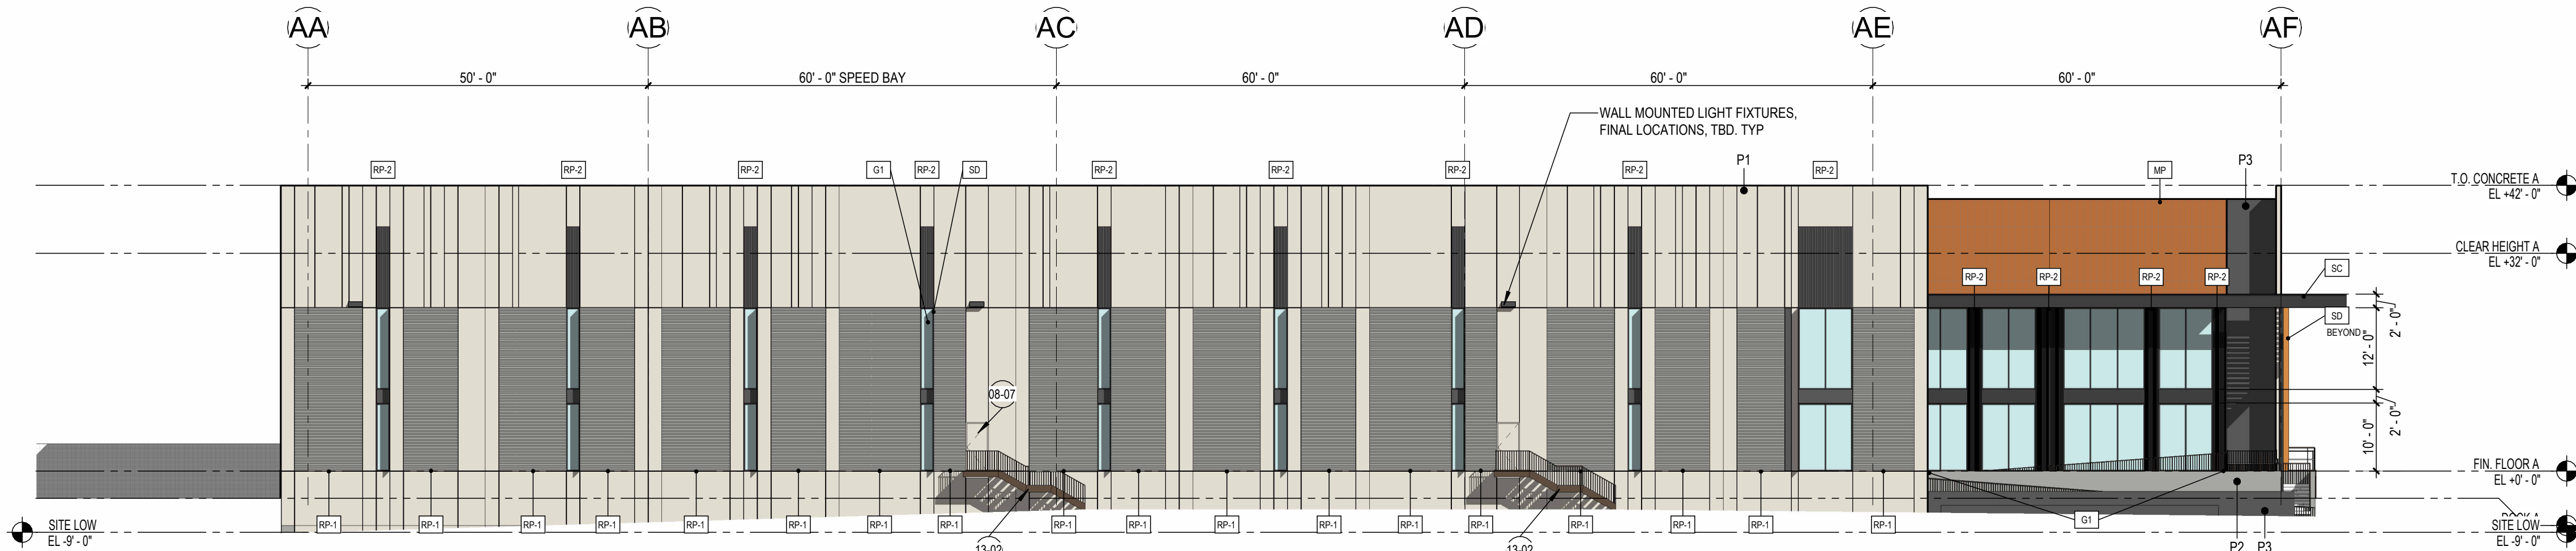 AA AB AC AD AE AF
50' - 0" 60' - 0" SPEED BAY 60' - 0" 60' - 0" 60' - 0"
WALL MOUNTED LIGHT FIXTURES,
FINAL LOCATIONS, TBD. TYP
RP-2 RP-2 RP-2 G1 RP-2 SD RP-2 RP-2 RP-2 RP-2 P1 RP-2 MP P3
T.O. CONCRETE A
EL +42' - 0"
CLEAR HEIGHT A
EL +32' - 0"
SC
RP-2 RP-2 RP-2 RP-2
SD
BEYOND
2' - 0"
12' - 0"
2' - 0"
10' - 0"
08-07
FIN. FLOOR A
EL +0' - 0"
SITE LOW
EL -9' - 0"
RP-1 RP-1 RP-1 RP-1 RP-1 RP-1 RP-1 RP-1 RP-1 RP-1 RP-1 RP-1 RP-1 RP-1 RP-1 RP-1 RP-1 RP-1
G1
SITE LOW
EL -9' - 0"
13-02 13-02
P2 P3